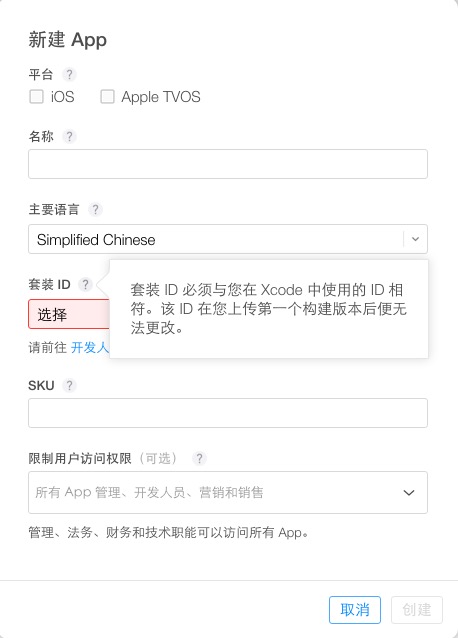 新建 App
平台 ?
iOS Apple TVOS
名称 ?
主要语言 ?
Simplified Chinese
套装 ID ?
套装 ID 必须与您在 Xcode 中使用的 ID 相
符。该 ID 在您上传第一个构建版本后便无
法更改。
选择
请前往 开发人
SKU ?
限制用户访问权限（可选） ?
所有 App 管理、开发人员、营销和销售
管理、法务、财务和技术职能可以访问所有 App。
取消 创建